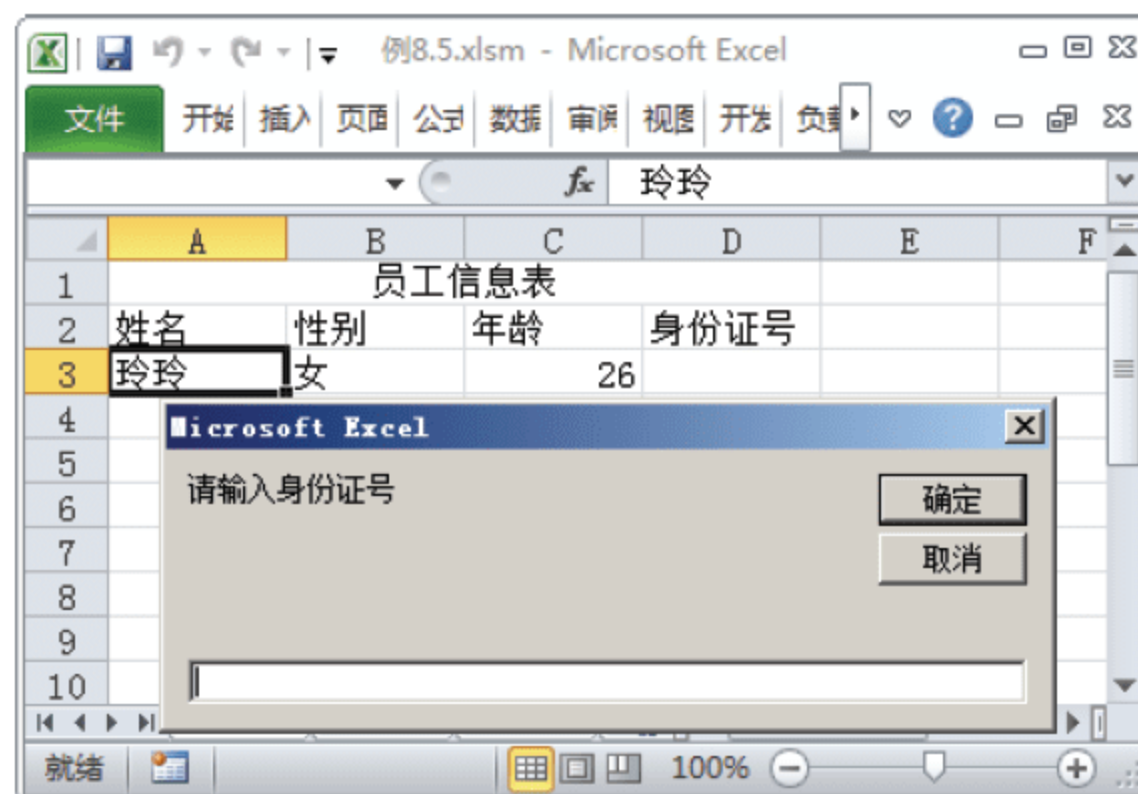 例8.5.xlsm - Microsoft Excel
文件 开始 插入 页面 公式 数据 审阅 视图 开发 负载
fx 玲玲
A B C D E F
1 员工信息表
2 姓名 性别 年龄 身份证号
3 玲玲 女 26
4
Microsoft Excel
5
请输入身份证号
确定
6
7
取消
8
9
10
就绪 100%